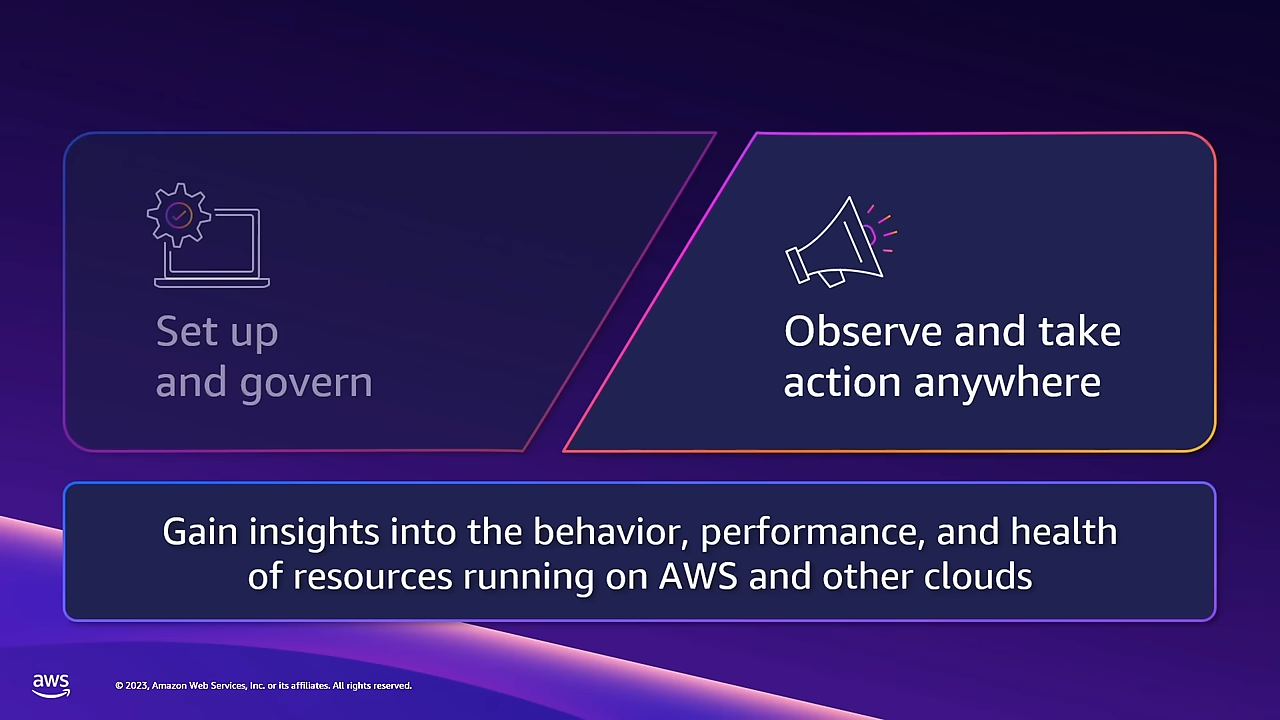 Set up
and govern
Observe and take
action anywhere
Gain insights into the behavior, performance, and health
of resources running on AWS and other clouds
aws
© 2023, Amazon Web Services, Inc. or its affiliates. All rights reserved.